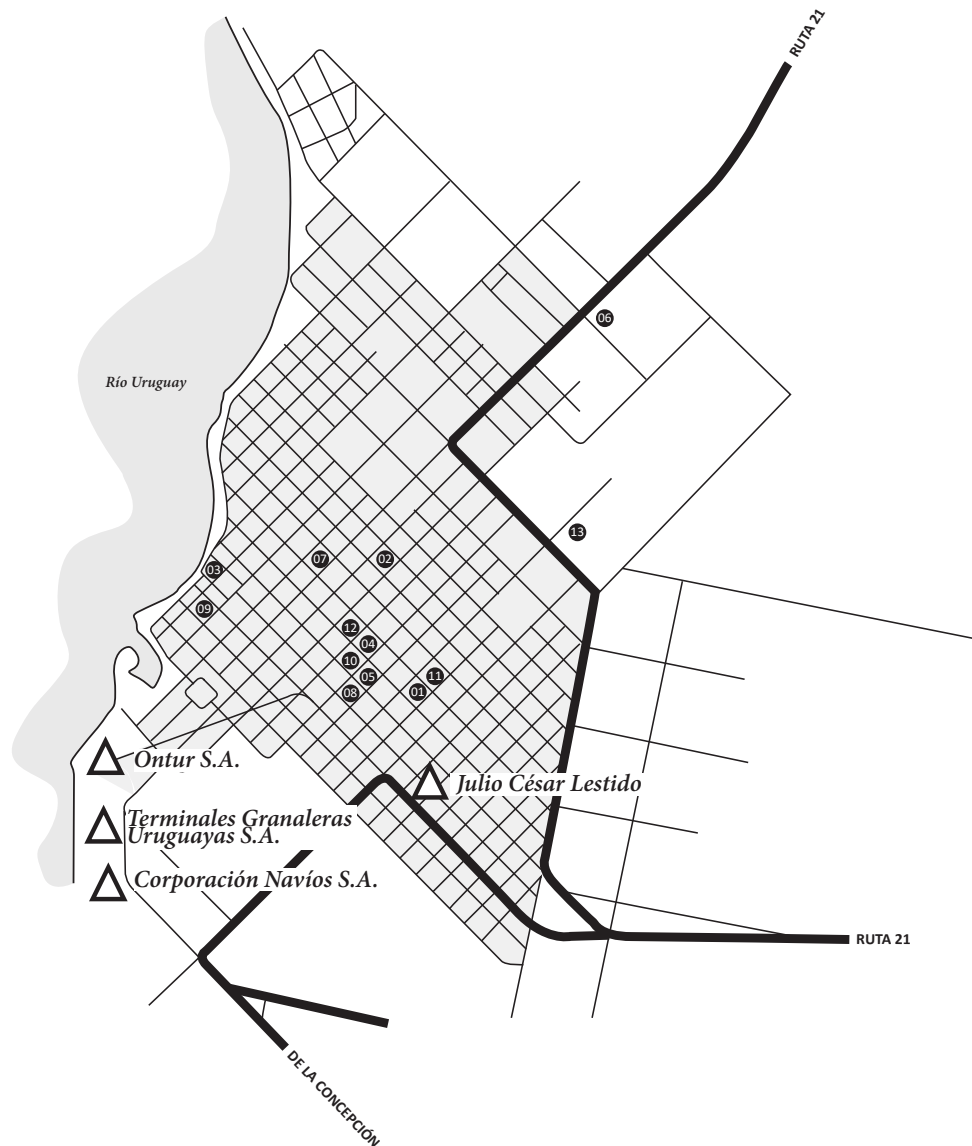 RUTA 21
06
Río Uruguay
13
07
02
03
09
12
04
10
05
11
08
01
Ontur S.A.
Julio César Lestido
Terminales Granaleras
Uruguayas S.A.
Corporación Navíos S.A.
RUTA 21
DE LA CONCEPCIÓN